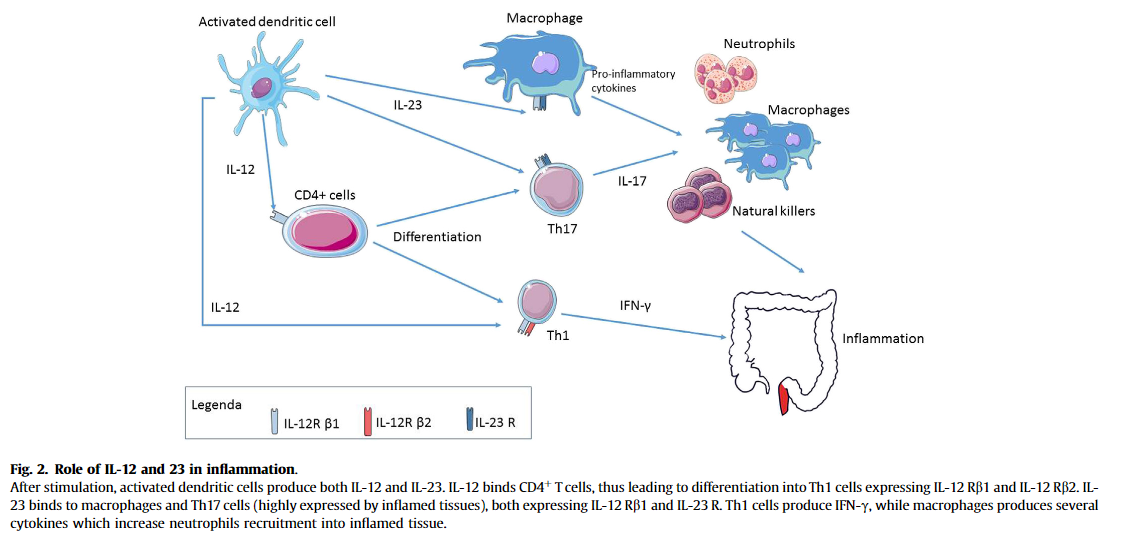 Activated dendritic cell
Macrophage
Neutrophils
Pro-inflammatory
cytokines
IL-23
Macrophages
IL-12
CD4+ cells
IL-17
Natural killers
Th17
Differentiation
IL-12
IFN-γ
Th1
Inflammation
Legenda
IL-12R β1
IL-12R β2
IL-23 R
Fig. 2. Role of IL-12 and 23 in inflammation.
After stimulation, activated dendritic cells produce both IL-12 and IL-23. IL-12 binds CD4+ T cells, thus leading to differentiation into Th1 cells expressing IL-12 Rβ1 and IL-12 Rβ2. IL-
23 binds to macrophages and Th17 cells (highly expressed by inflamed tissues), both expressing IL-12 Rβ1 and IL-23 R. Th1 cells produce IFN-γ, while macrophages produces several
cytokines which increase neutrophils recruitment into inflamed tissue.